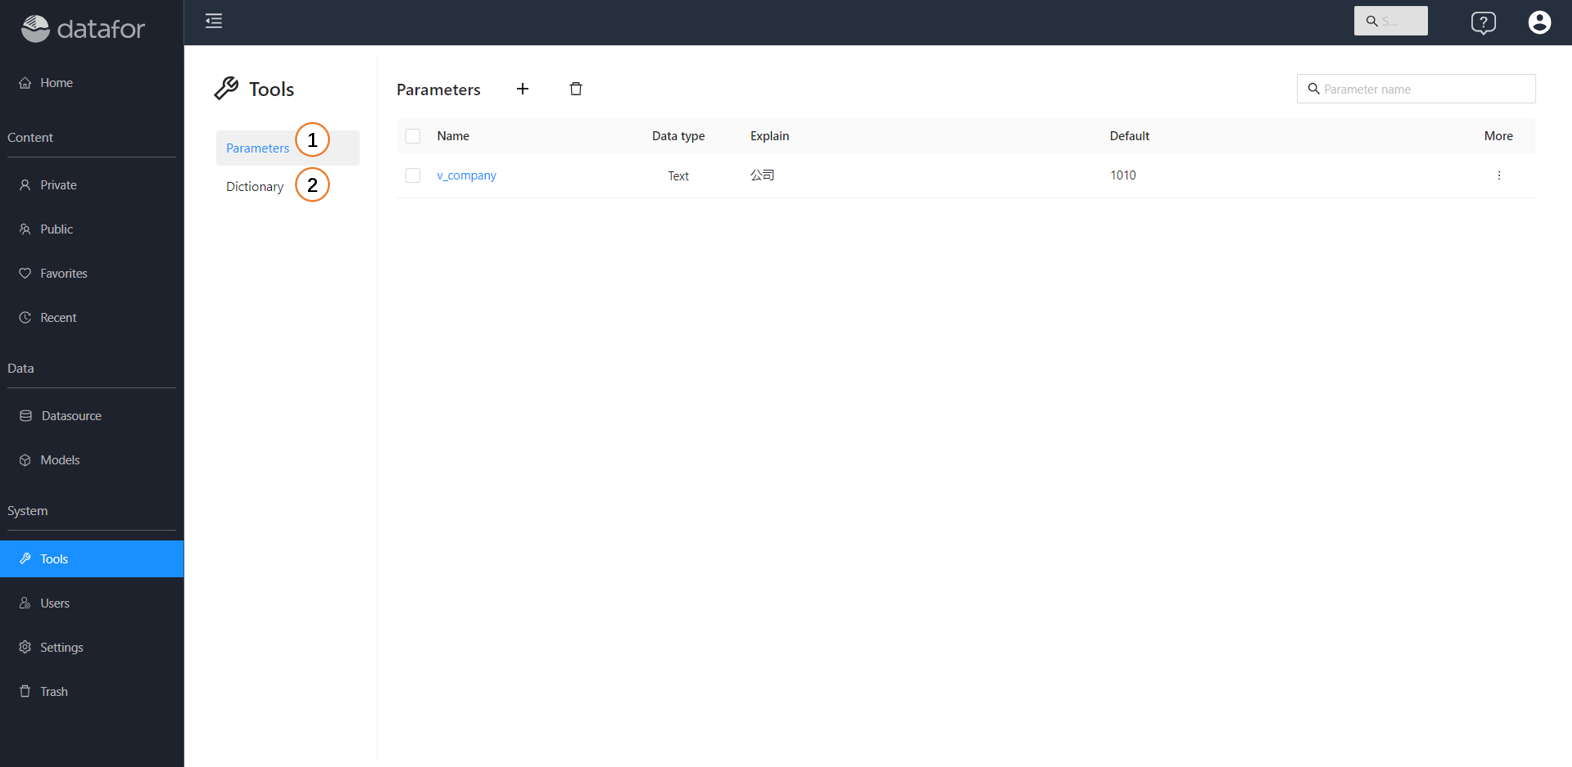 datafor
S...
?
Home
Content
Private
Public
Favorites
Recent
Data
Datasource
Models
System
Tools
Users
Settings
Trash
Tools
Parameters 1
Dictionary 2
Parameters
Parameter name
Name Data type Explain Default More
v_company Text 公司 1010